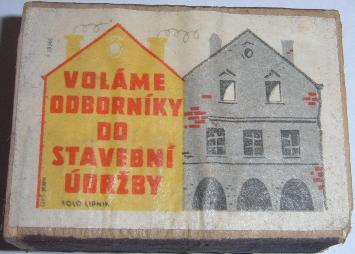 VOLÁME
ODBORNÍKY
DO
STAVEBNÍ
ÚDRŽBY
SOLO LIPNÍK